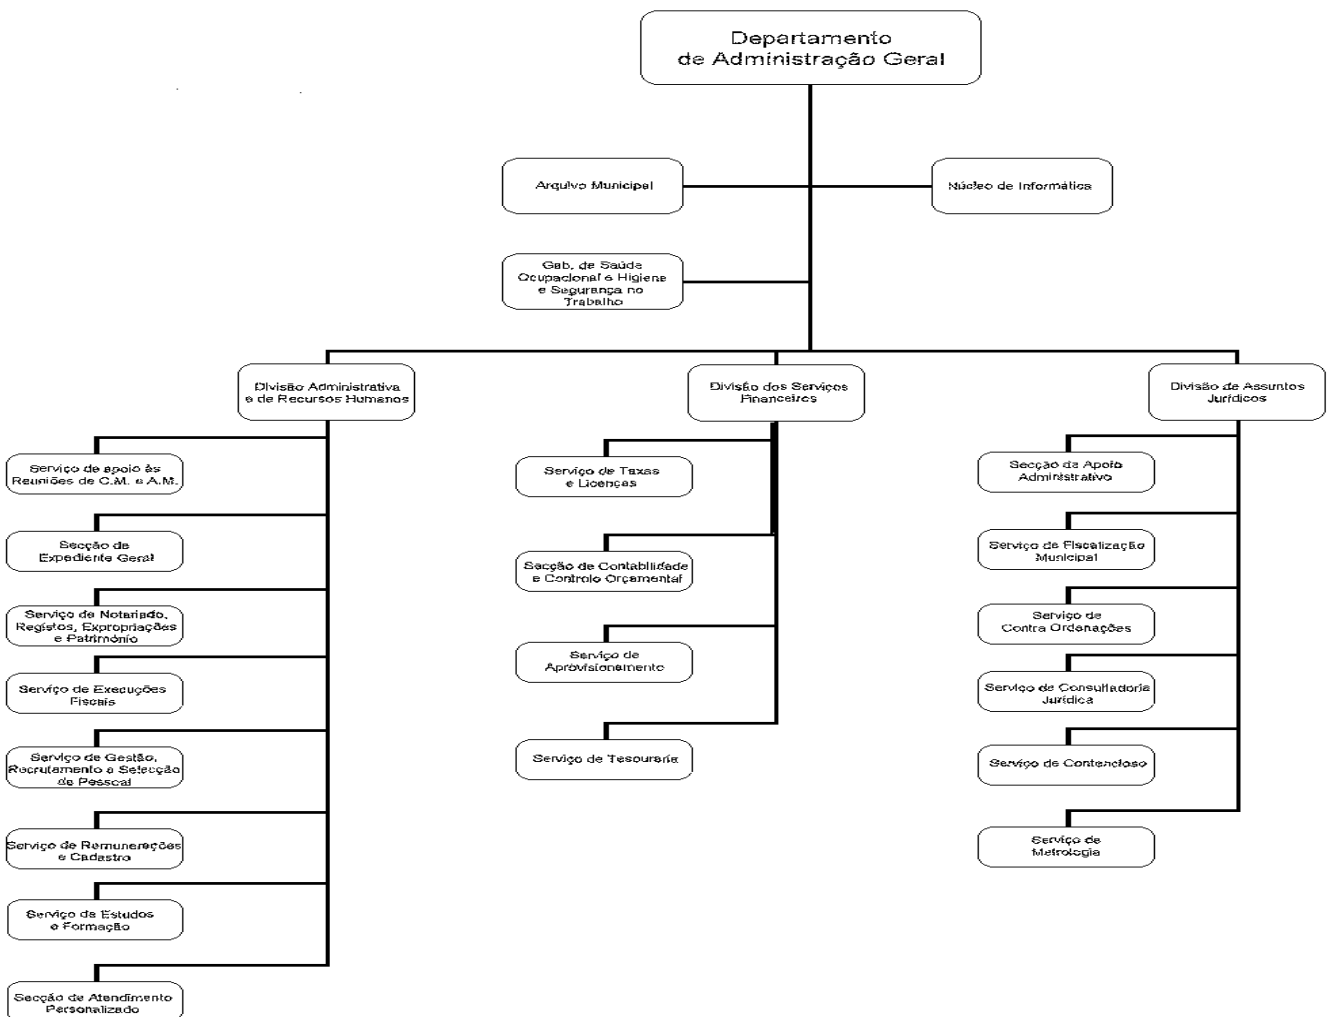 Departamento
de Administração Geral
Arquivo Municipal
Núcleo de Informática
Gab. de Saúde
Ocupacional e Higiene
e Segurança no
Trabalho
Divisão Administrativa
e de Recursos Humanos
Divisão dos Serviços
Financeiros
Divisão de Assuntos
Jurídicos
Serviço de apoio às
Reuniões de C.M. e A.M.
Secção de
Expediente Geral
Serviço de Notariado,
Registos, Expropriações
e Património
Serviço de Execuções
Fiscais
Serviço de Gestão,
Recrutamento e Selecção
de Pessoal
Serviço de Remunerações
e Cadastro
Serviço de Estudos
e Formação
Secção de Atendimento
Personalizado
Serviço de Taxas
e Licenças
Secção de Contabilidade
e Controlo Orçamental
Serviço de
Aprovisionamento
Serviço de Tesouraria
Secção de Apoio
Administrativo
Serviço de Fiscalização
Municipal
Serviço de
Contra Ordenações
Serviço de Consultadoria
Jurídica
Serviço de Contencioso
Serviço de
Metrologia